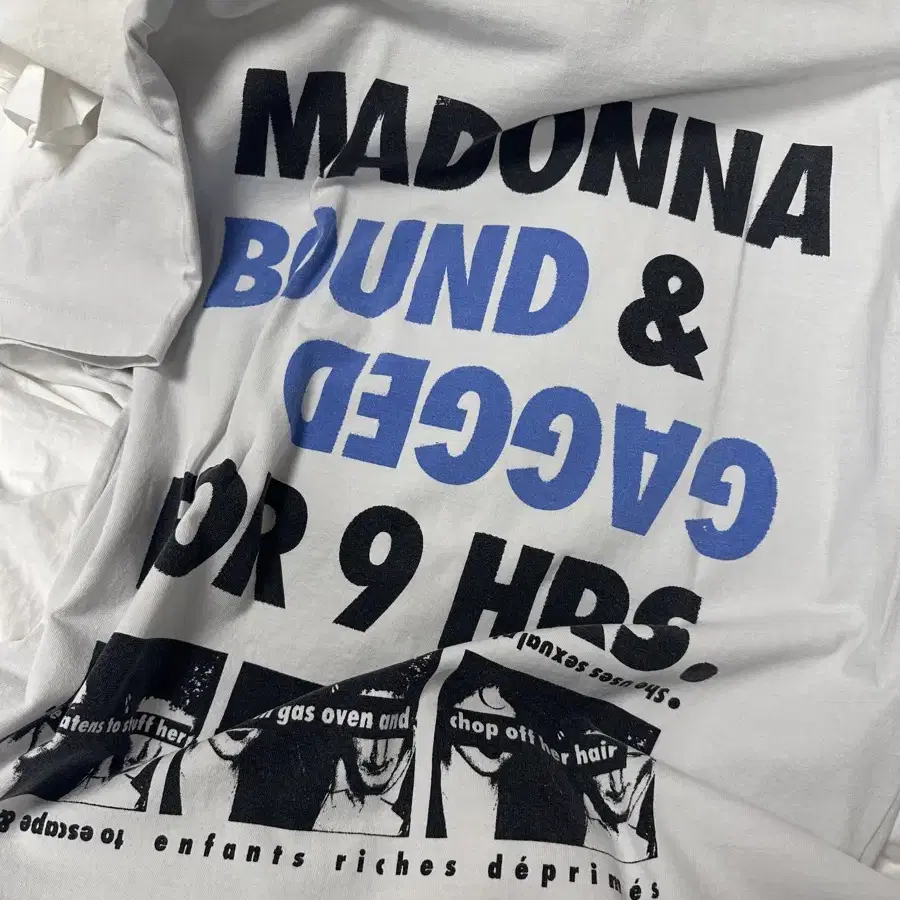 MADONNA
BOUND &
GAGGED
FOR 9 HRS.
• She uses sexual
atens to stuff her
gas oven and
chop off her hair
to escape &
enfants riches déprimés